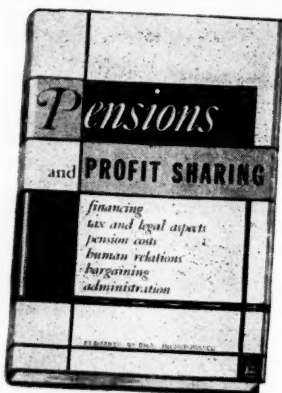 Pensions
and PROFIT SHARING
financing
tax and legal aspects
pension costs
human relations
bargaining
administration